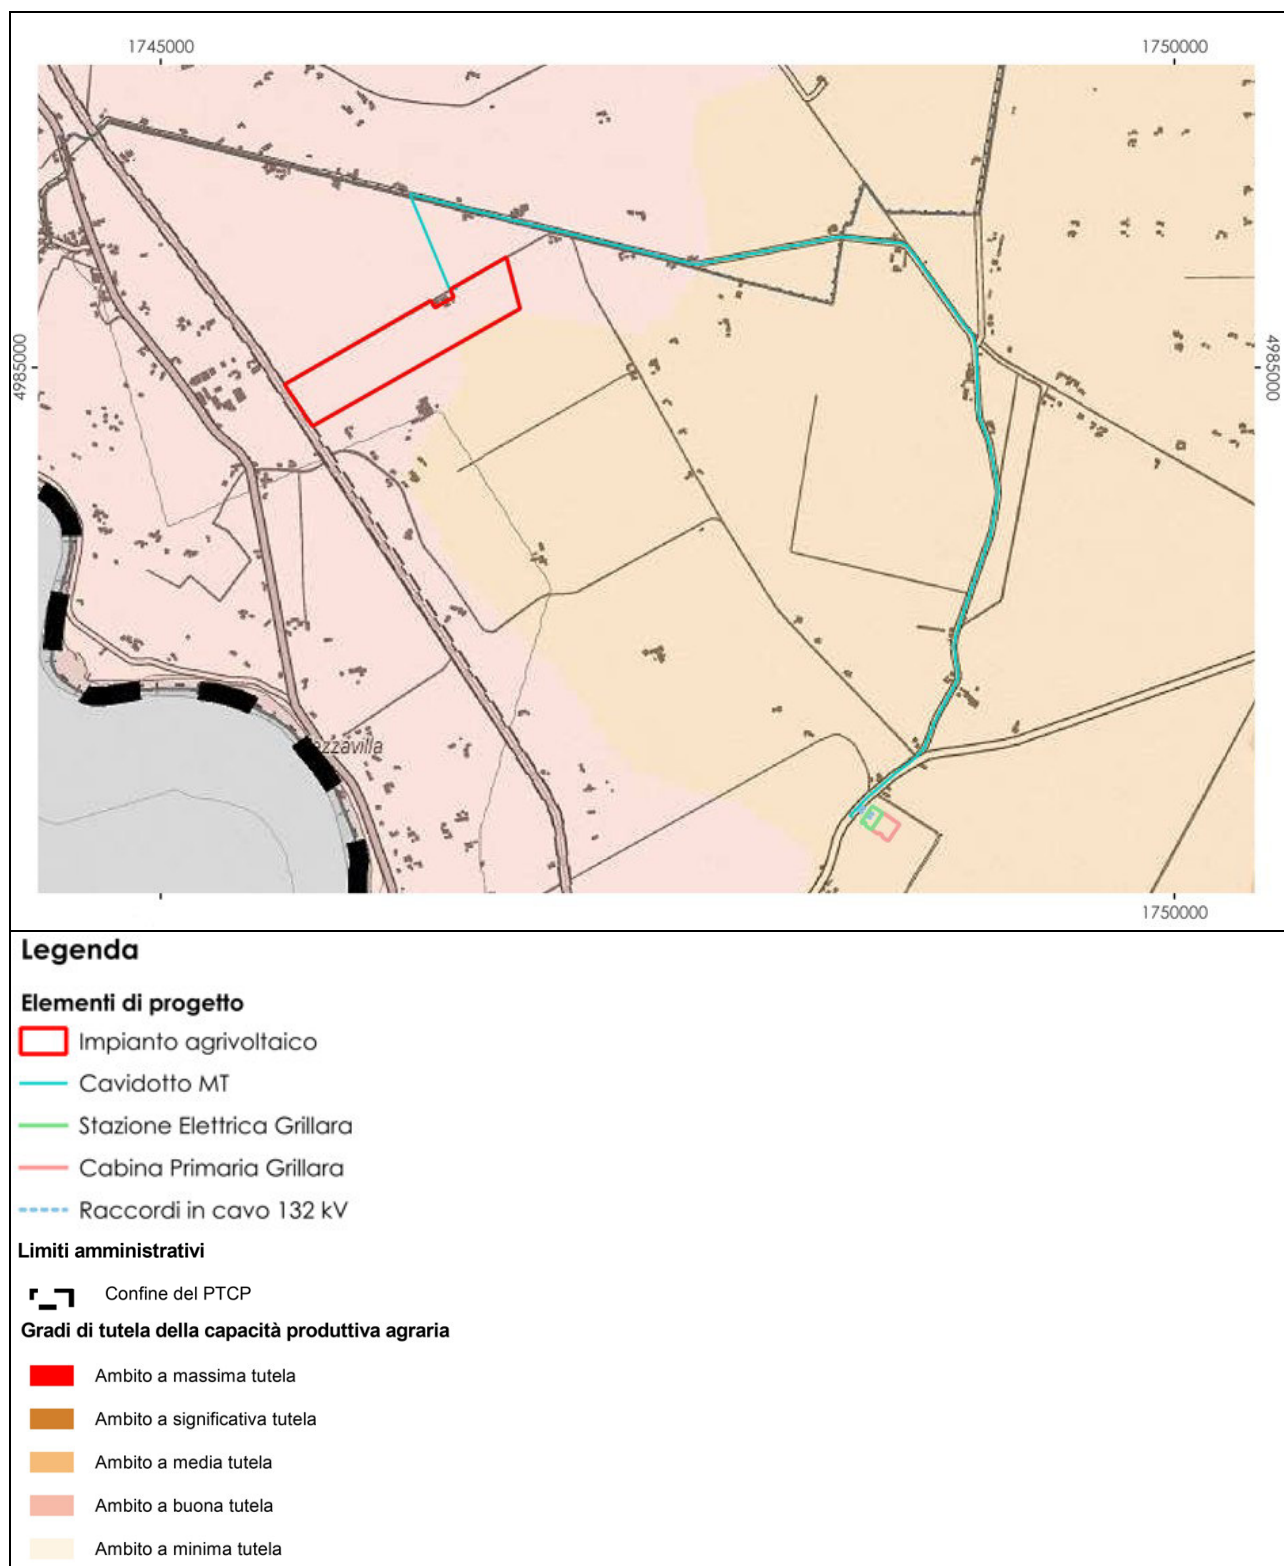 1745000
1750000
4985000
4985000
azzavilla
1750000
Legenda
Elementi di progetto
Impianto agrivoltaico
Cavidotto MT
Stazione Elettrica Grillara
Cabina Primaria Grillara
Raccordi in cavo 132 kV
Limiti amministrativi
Confine del PTCP
Gradi di tutela della capacità produttiva agraria
Ambito a massima tutela
Ambito a significativa tutela
Ambito a media tutela
Ambito a buona tutela
Ambito a minima tutela